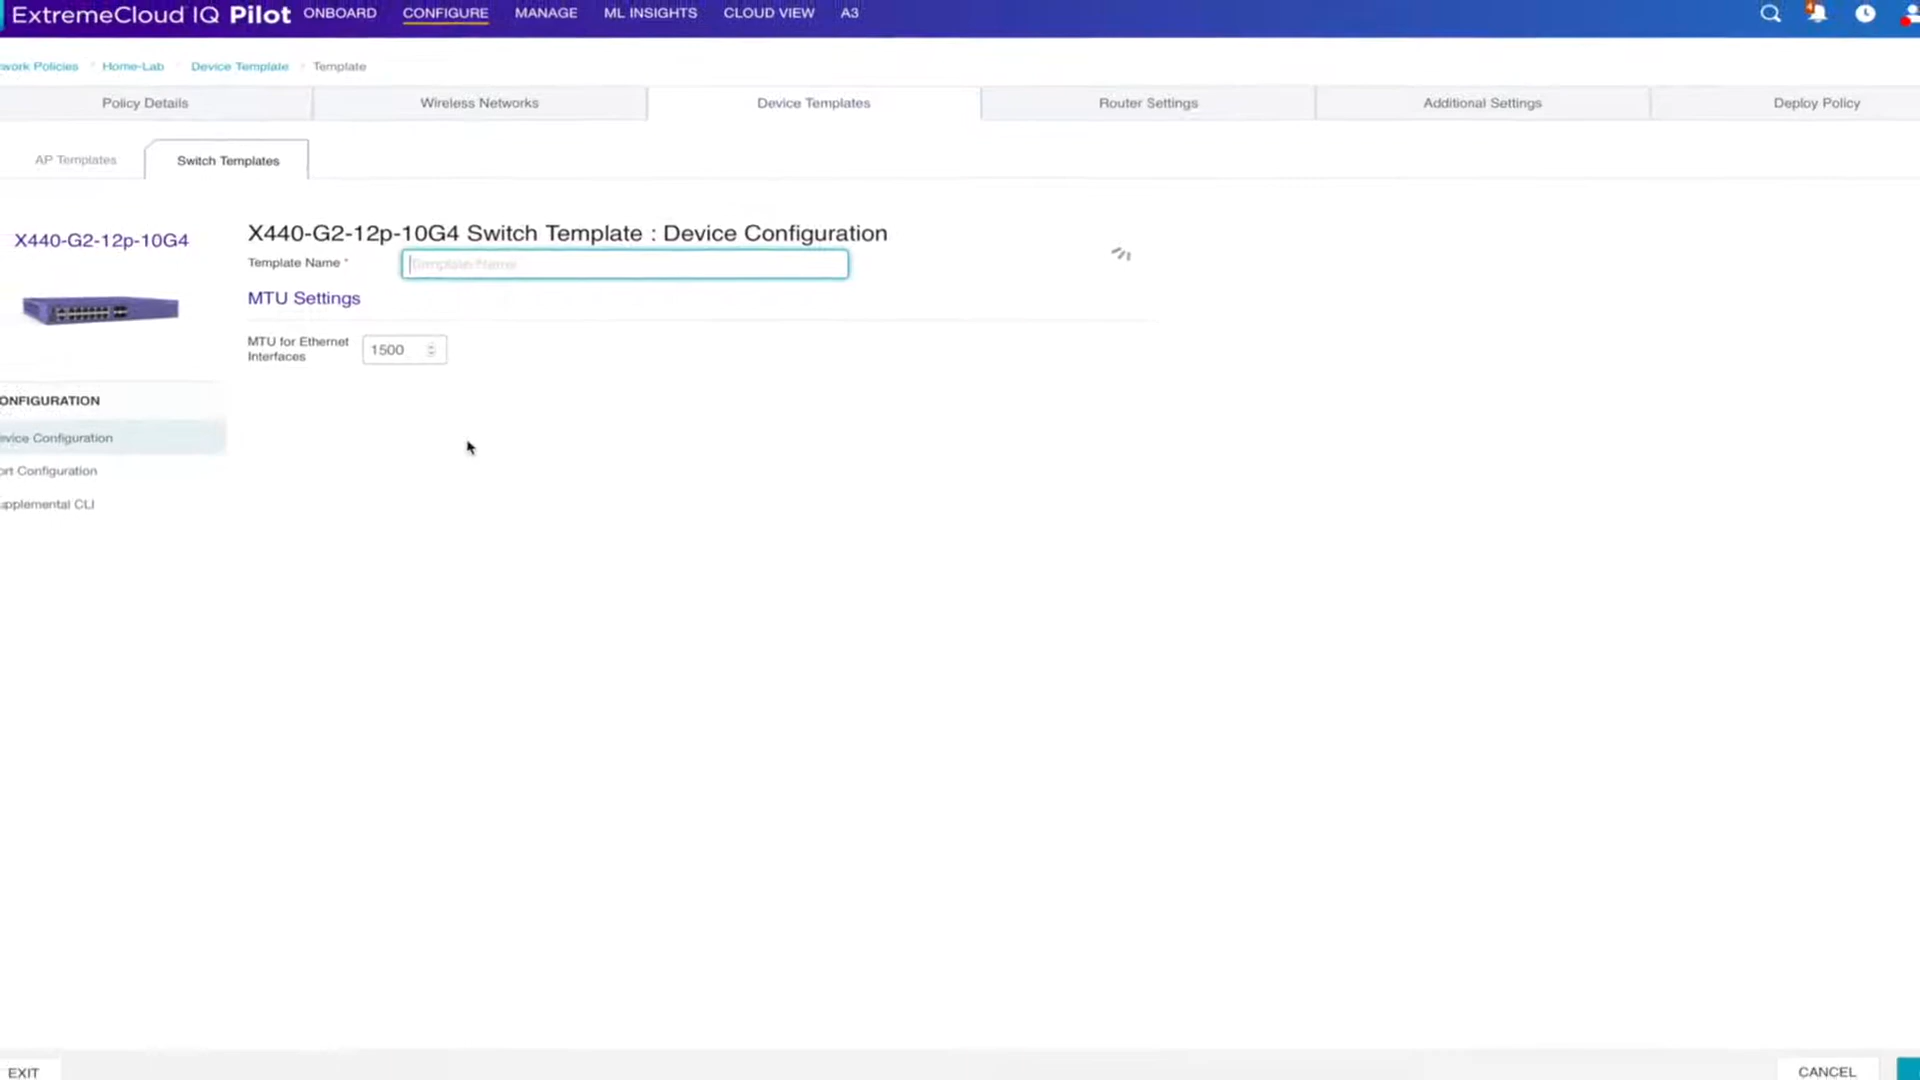 ExtremeCloud IQ Pilot ONBOARD CONFIGURE MANAGE ML INSIGHTS CLOUD VIEW A3
work Policies Home-Lab Device Template Template
Policy Details Wireless Networks Device Templates Router Settings Additional Settings Deploy Policy
AP Templates Switch Templates
X440-G2-12p-10G4
X440-G2-12p-10G4 Switch Template : Device Configuration
Template Name *
Template Name
MTU Settings
MTU for Ethernet
Interfaces
1500
ONFIGURATION
evice Configuration
ort Configuration
upplemental CLI
EXIT
CANCEL